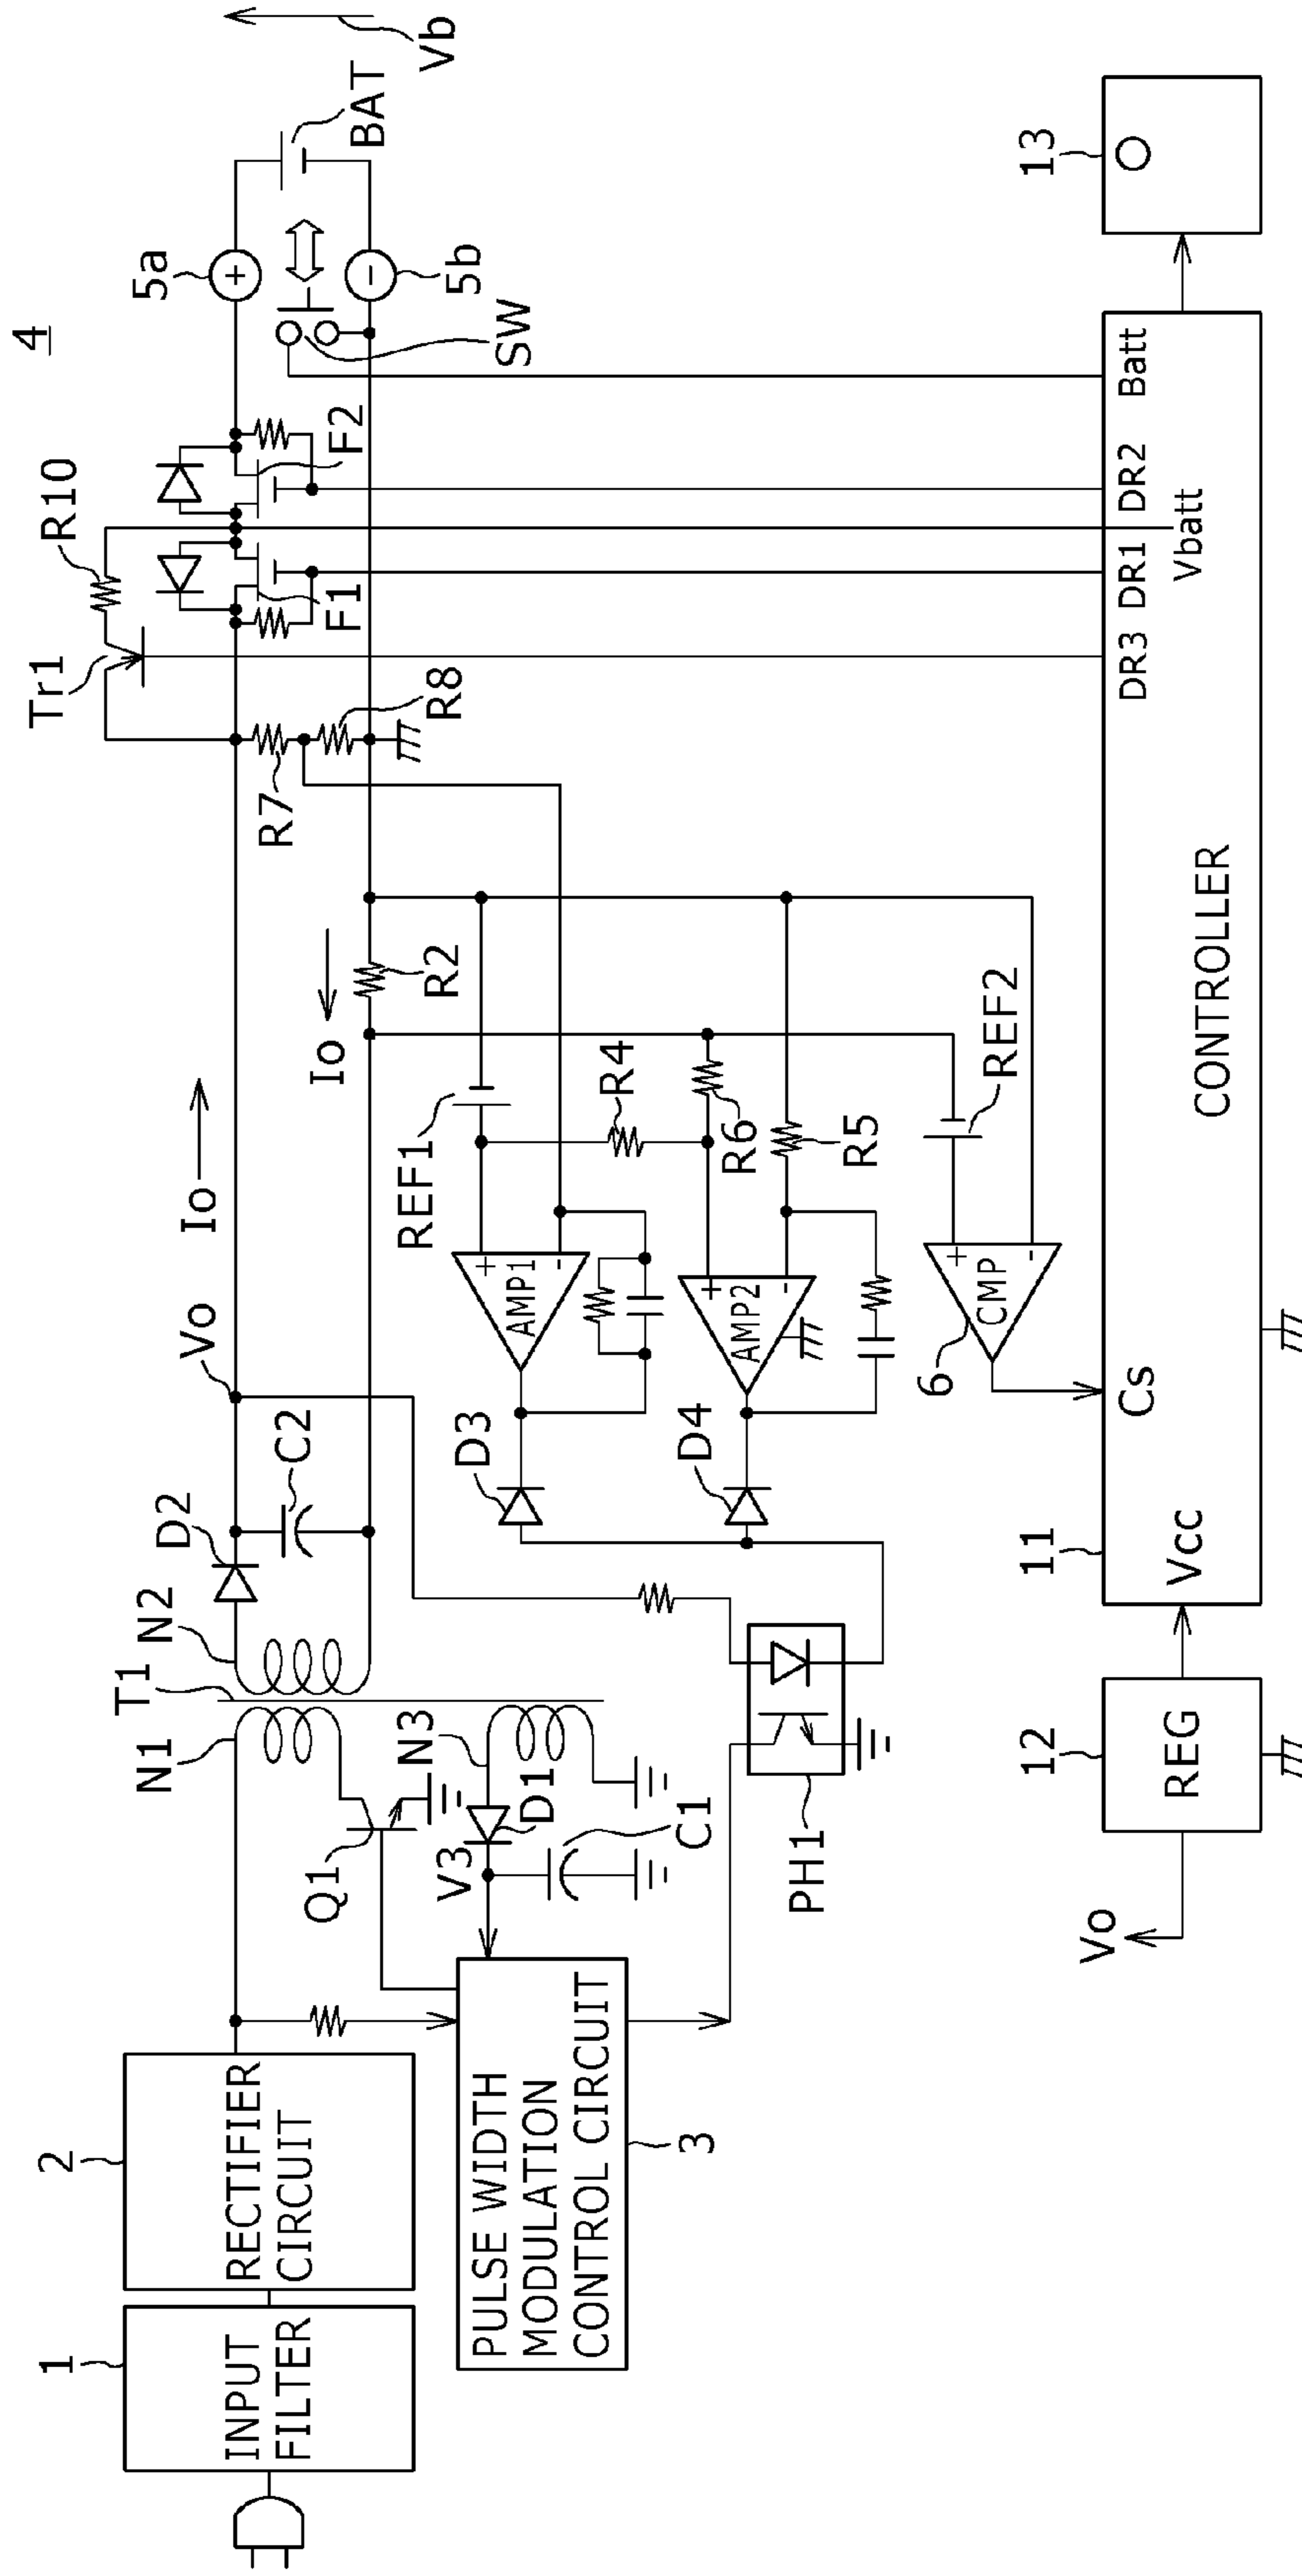 4
1
INPUT
FILTER
2
RECTIFIER
CIRCUIT
N1
T1
N2
D2
C2
Vo
Io
Tr1
R10
5a
+
BAT
Vb
Q1
R7
R8
F1
F2
SW
5b
-
V3
N3
D1
C1
D3
REF1
Io
R2
AMP1
+
-
R4
PULSE WIDTH
MODULATION
CONTROL CIRCUIT
3
D4
AMP2
+
-
R6
R5
PH1
6
CMP
+
-
REF2
Vo
12
REG
11
Vcc
Cs
CONTROLLER
DR3
DR1
Vbatt
DR2
Batt
13